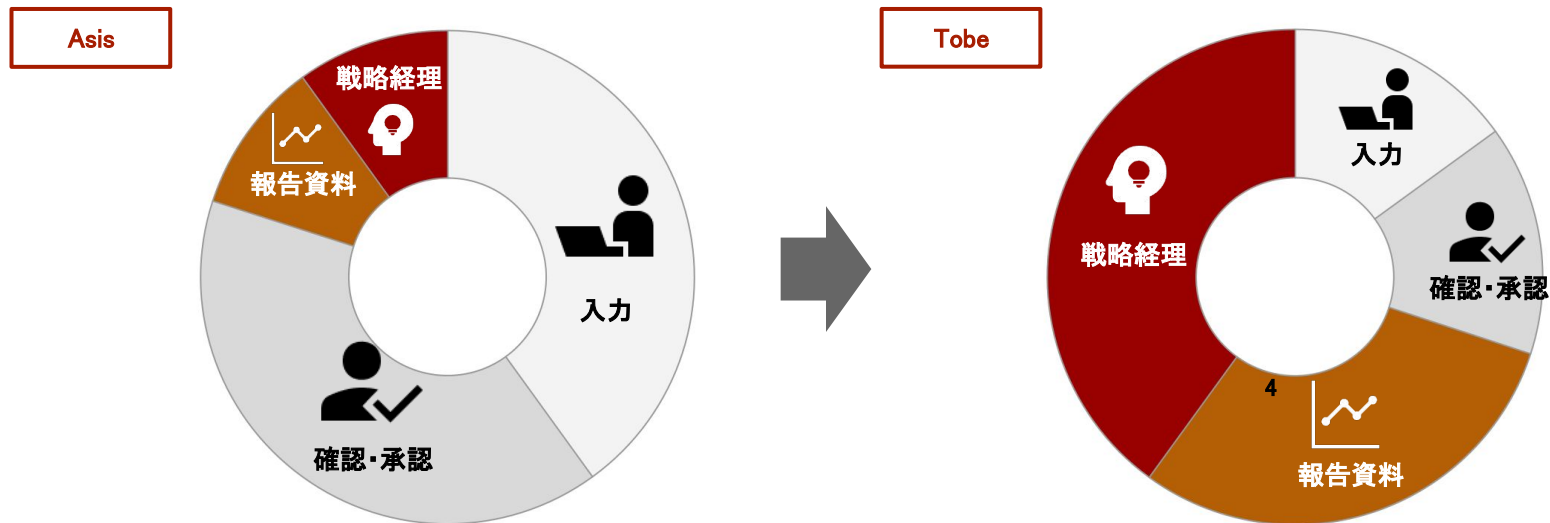 Asis
戦略経理
報告資料
入力
確認・承認
Tobe
入力
確認・承認
戦略経理
4
報告資料